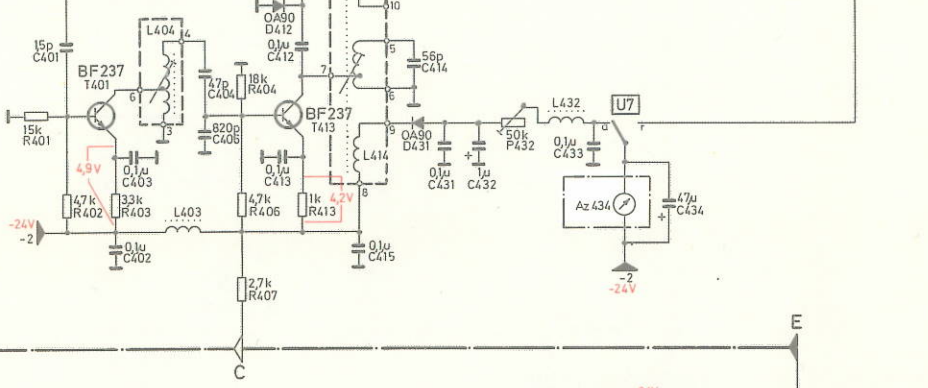 10
OA90
D412
L404
4
15p
C401
0,1µ
C412
5
56p
C414
BF237
T401
6
47p
C404
18k
R404
7
6
L432
U7
15k
R401
820p
C406
BF237
T413
9
OA90
D431
50k
P432
0,1µ
C433
a
r
3
4,9V
0,1µ
C403
0,1µ
C413
L414
0,1µ
C431
+
1µ
C432
8
4,7k
R402
3,3k
R403
L403
4,7k
R406
1k
R413
4,2V
Az 434
47µ
C434
+
-24V
-2
0,1µ
C402
0,1µ
C415
-2
-24V
2,7k
R407
E
C